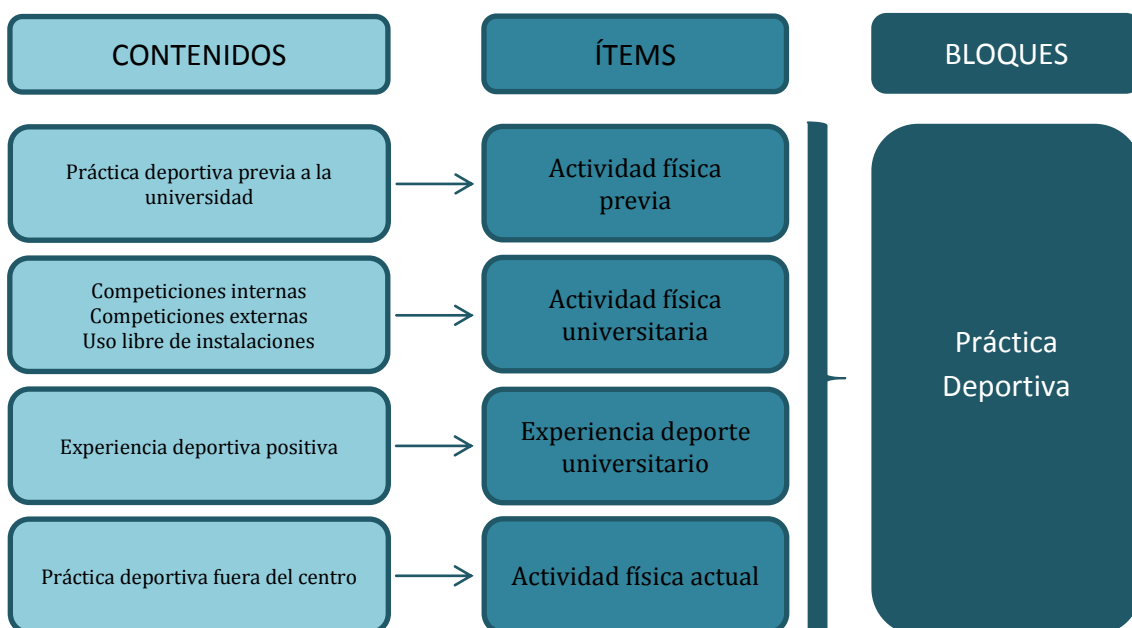 CONTENIDOS
ÍTEMS
BLOQUES
Práctica deportiva previa a la
universidad
Actividad física
previa
Competiciones internas
Competiciones externas
Uso libre de instalaciones
Actividad física
universitaria
Experiencia deportiva positiva
Experiencia deporte
universitario
Práctica deportiva fuera del centro
Actividad física actual
Práctica
Deportiva